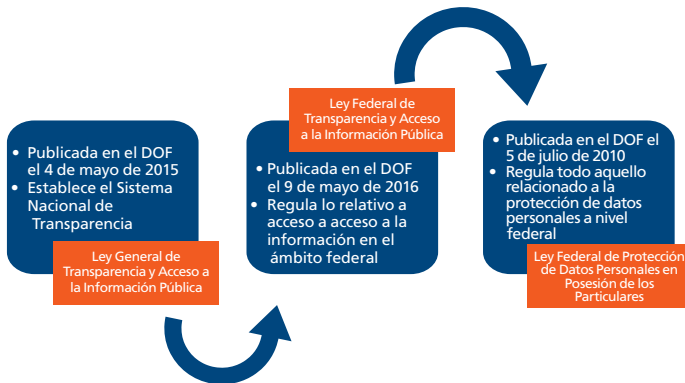 • Publicada en el DOF
el 4 de mayo de 2015
• Establece el Sistema
Nacional de
Transparencia
Ley General de
Transparencia y Acceso a
la Información Pública
Ley Federal de
Transparencia y Acceso
a la Información Pública
• Publicada en el DOF
el 9 de mayo de 2016
• Regula lo relativo a
acceso a acceso a la
información en el
ámbito federal
• Publicada en el DOF el
5 de julio de 2010
• Regula todo aquello
relacionado a la
protección de datos
personales a nivel
federal
Ley Federal de Protección
de Datos Personales en
Posesión de los
Particulares